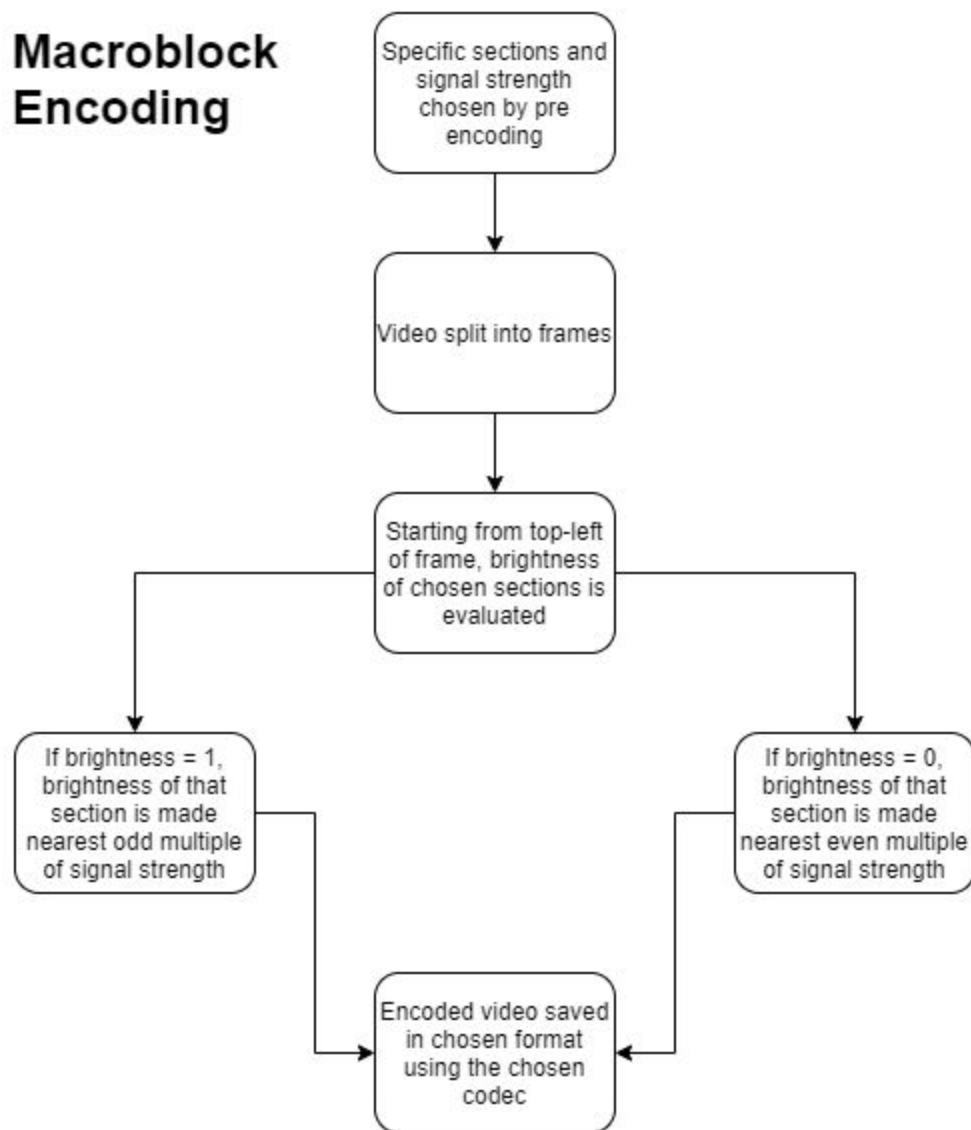 Macroblock
Encoding
Specific sections and
signal strength
chosen by pre
encoding
Video split into frames
Starting from top-left
of frame, brightness
of chosen sections is
evaluated
If brightness = 1,
brightness of that
section is made
nearest odd multiple
of signal strength
If brightness = 0,
brightness of that
section is made
nearest even multiple
of signal strength
Encoded video saved
in chosen format
using the chosen
codec